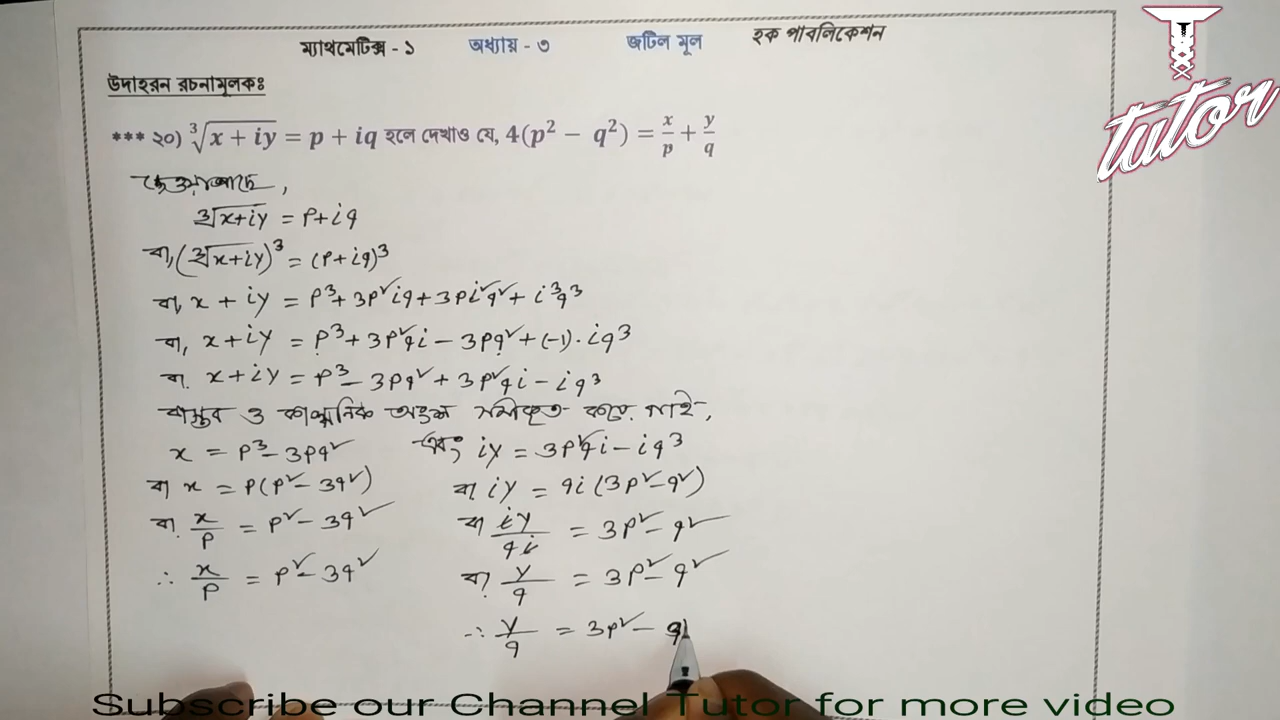 ম্যাথমেটিক্স - ১ অধ্যায় - ৩ জটিল মূল হক পাবলিকেশন
T
tutor
উদাহরন রচনামূলকঃ
*** ২০) ∛(x + iy) = p + iq হলে দেখাও যে, 4(p² − q²) = x/p + y/q
দেওয়া আছে,
∛(x+iy) = p+iq
বা, (∛(x+iy))³ = (p+iq)³
বা, x + iy = p³ + 3p²iq + 3pi²q² + i³q³
বা, x+iy = p³ + 3p²qi − 3pq² + (−1)·iq³
বা. x+iy = p³ − 3pq² + 3p²qi − iq³
বাস্তব ও কাল্পনিক অংশ সমীকৃত করে পাই,
x = p³ − 3pq² এবং, iy = 3p²qi − iq³
বা x = p(p² − 3q²) বা iy = qi(3p² − q²)
বা. x/p = p² − 3q² বা iy/qi = 3p² − q²
∴ x/p = p² − 3q² বা, y/q = 3p² − q²
∴ y/q = 3p² − q
Subscribe our Channel Tutor for more video